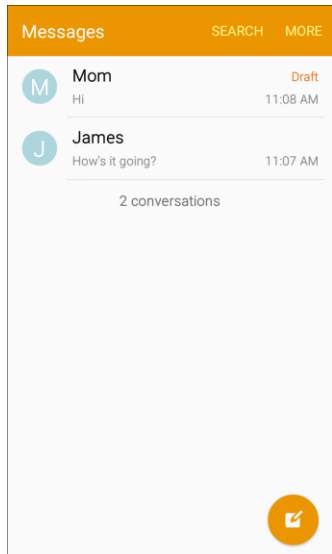 Messages SEARCH MORE
M Mom Draft
Hi 11:08 AM
J James
How's it going? 11:07 AM
2 conversations